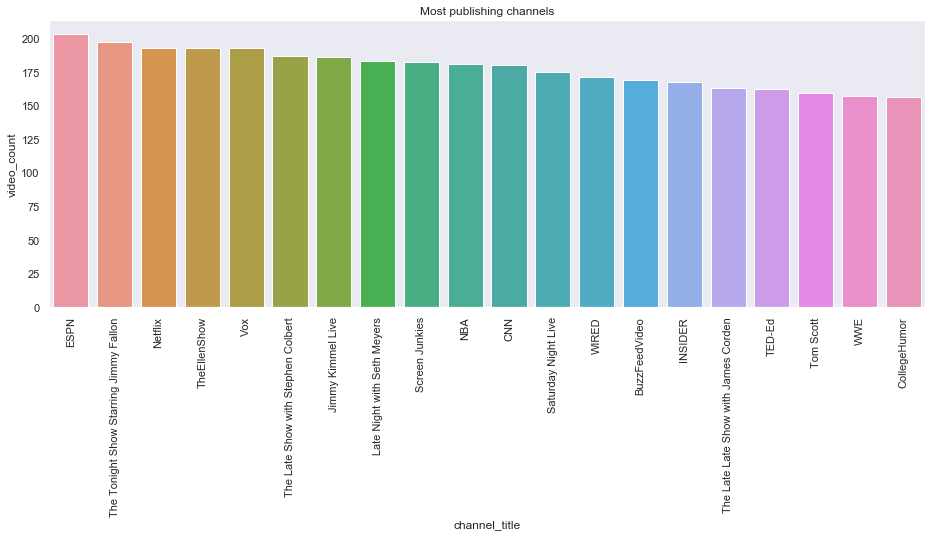 Most publishing channels
video_count
200
175
150
125
100
75
50
25
0
ESPN
The Tonight Show Starring Jimmy Fallon
Netflix
TheEllenShow
Vox
The Late Show with Stephen Colbert
Jimmy Kimmel Live
Late Night with Seth Meyers
Screen Junkies
NBA
CNN
Saturday Night Live
WIRED
BuzzFeedVideo
INSIDER
The Late Late Show with James Corden
TED-Ed
Tom Scott
WWE
CollegeHumor
channel_title